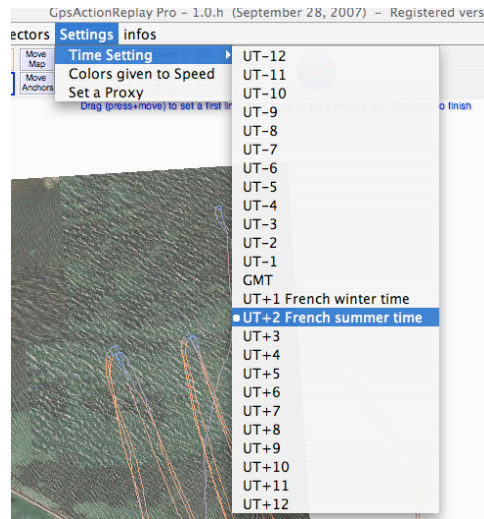 GpsActionReplay Pro – 1.0.h (September 28, 2007) – Registered vers
ectors Settings infos
Move Map
Move Anchors
Time Setting
Colors given to Speed
Set a Proxy
Drag (press+move) to set a first lin
o finish
UT–12
UT–11
UT–10
UT–9
UT–8
UT–7
UT–6
UT–5
UT–4
UT–3
UT–2
UT–1
GMT
UT+1 French winter time
UT+2 French summer time
UT+3
UT+4
UT+5
UT+6
UT+7
UT+8
UT+9
UT+10
UT+11
UT+12